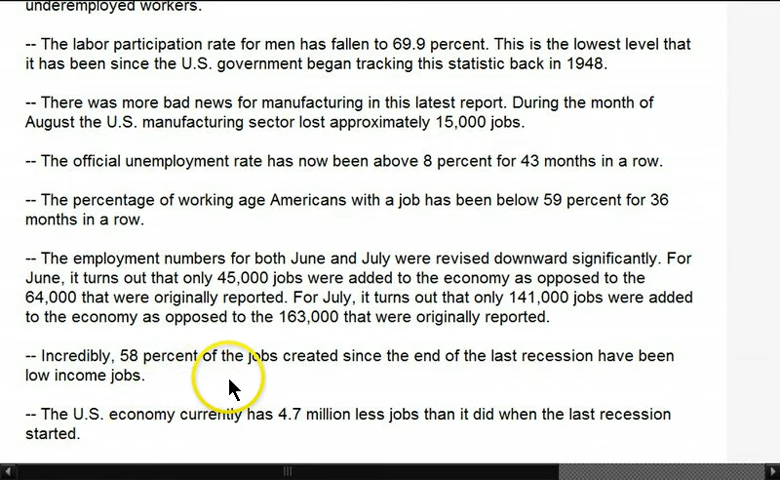 underemployed workers.
-- The labor participation rate for men has fallen to 69.9 percent. This is the lowest level that
it has been since the U.S. government began tracking this statistic back in 1948.
-- There was more bad news for manufacturing in this latest report. During the month of
August the U.S. manufacturing sector lost approximately 15,000 jobs.
-- The official unemployment rate has now been above 8 percent for 43 months in a row.
-- The percentage of working age Americans with a job has been below 59 percent for 36
months in a row.
-- The employment numbers for both June and July were revised downward significantly. For
June, it turns out that only 45,000 jobs were added to the economy as opposed to the
64,000 that were originally reported. For July, it turns out that only 141,000 jobs were added
to the economy as opposed to the 163,000 that were originally reported.
-- Incredibly, 58 percent of the jobs created since the end of the last recession have been
low income jobs.
-- The U.S. economy currently has 4.7 million less jobs than it did when the last recession
started.